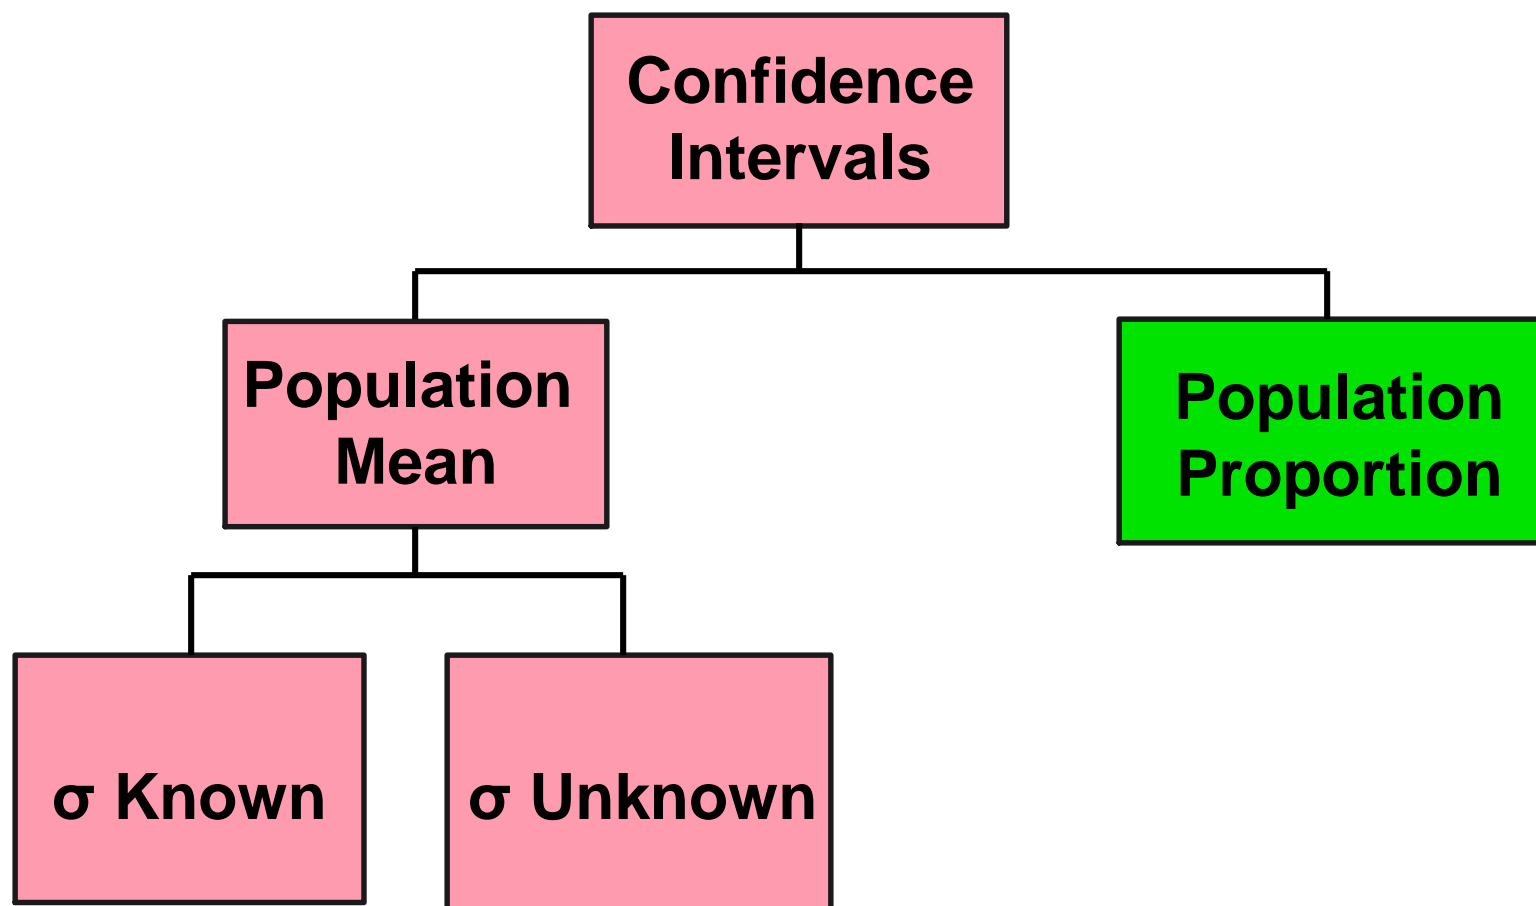 Confidence
Intervals
Population
Mean
Population
Proportion
σ Known
σ Unknown